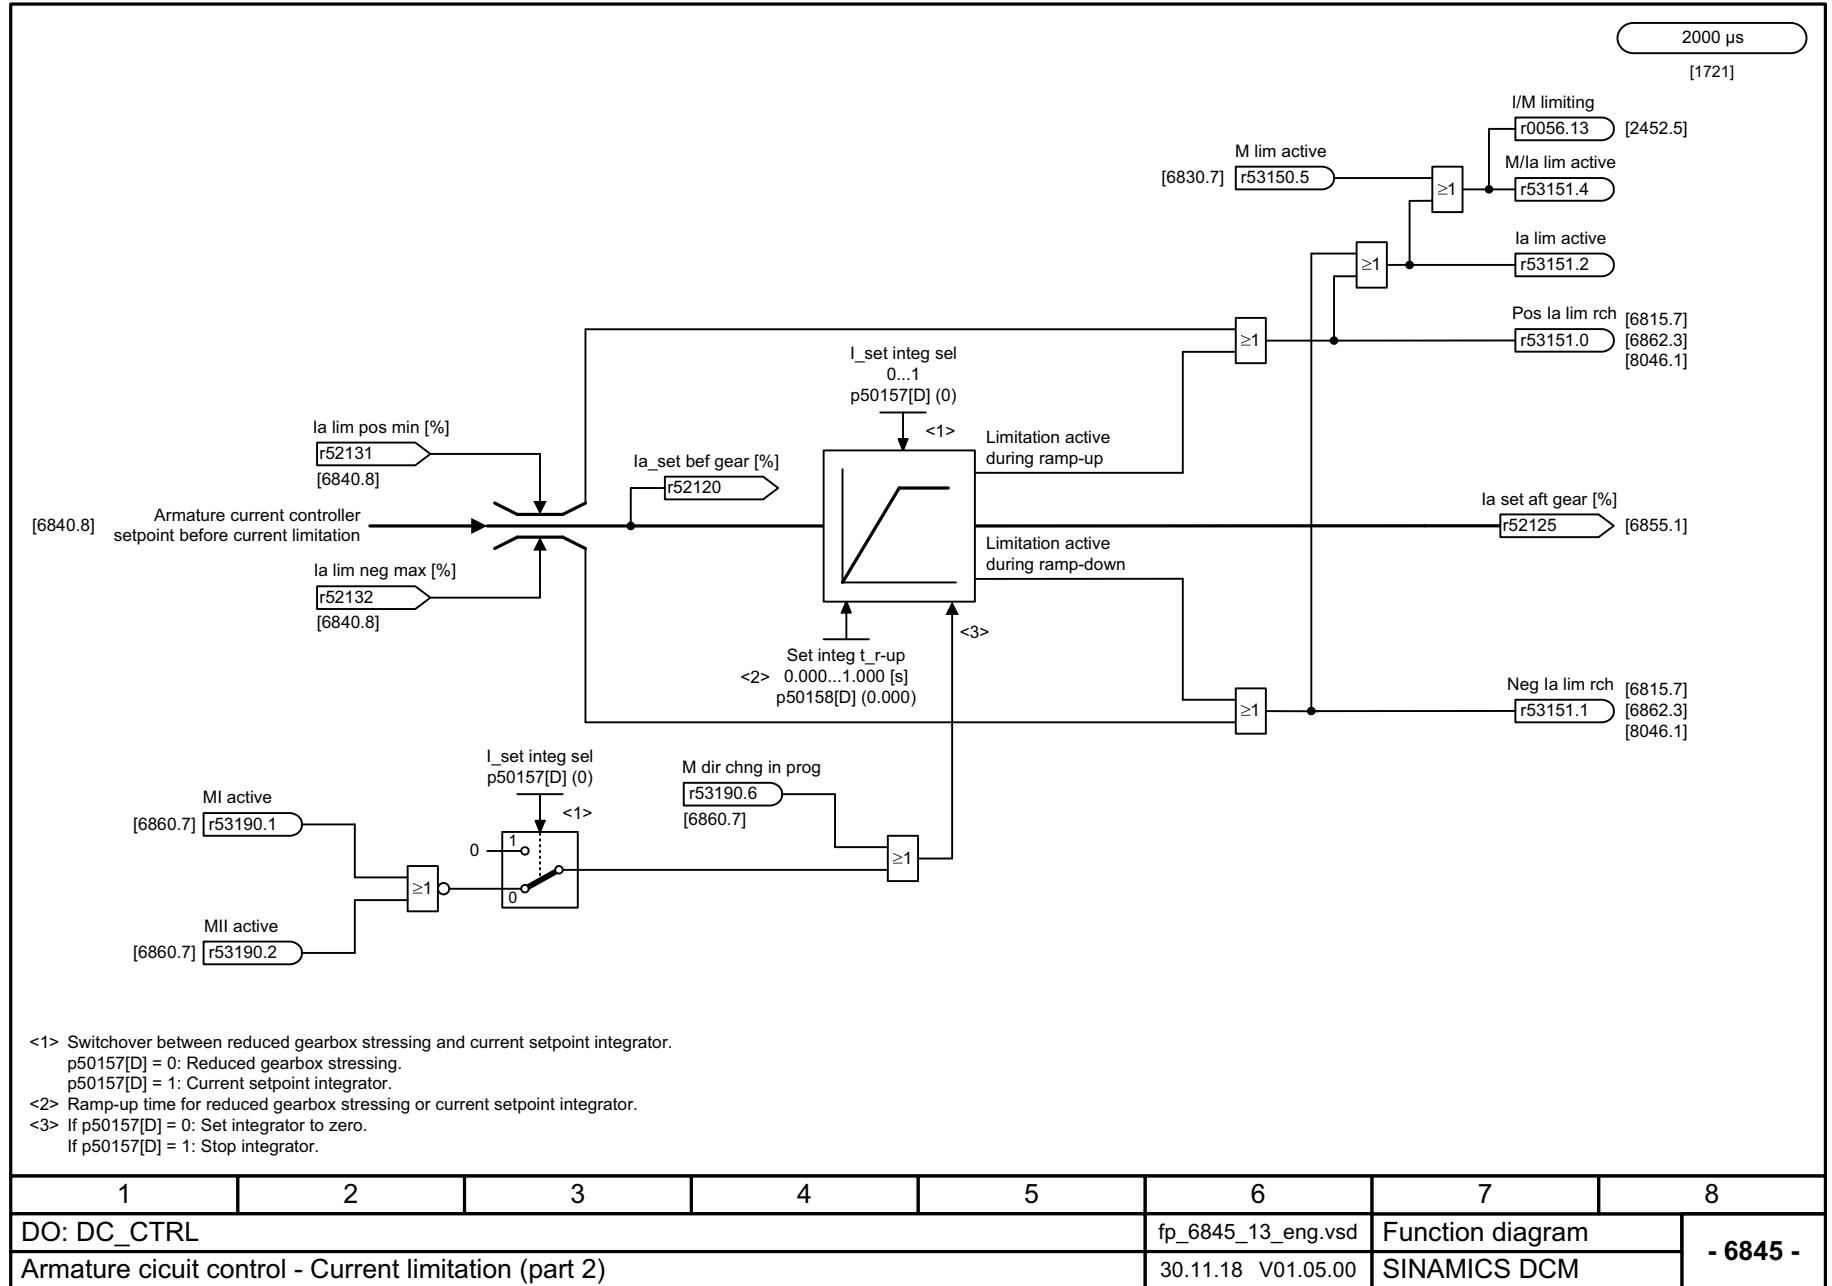 2000 µs
[1721]
I/M limiting
r0056.13 [2452.5]
M lim active
[6830.7] r53150.5
≥1
M/Ia lim active
r53151.4
≥1
Ia lim active
r53151.2
≥1
Pos Ia lim rch
r53151.0
[6815.7]
[6862.3]
[8046.1]
I_set integ sel
0...1
p50157[D] (0)
<1>
Ia lim pos min [%]
r52131
[6840.8]
Ia_set bef gear [%]
r52120
Limitation active
during ramp-up
[6840.8]
Armature current controller
setpoint before current limitation
Ia set aft gear [%]
r52125 [6855.1]
Limitation active
during ramp-down
Ia lim neg max [%]
r52132
[6840.8]
<3>
Set integ t_r-up
<2> 0.000...1.000 [s]
p50158[D] (0.000)
≥1
Neg Ia lim rch
r53151.1
[6815.7]
[6862.3]
[8046.1]
I_set integ sel
p50157[D] (0)
<1>
M dir chng in prog
r53190.6
[6860.7]
MI active
[6860.7] r53190.1
0
1
0
≥1
≥1
MII active
[6860.7] r53190.2
<1> Switchover between reduced gearbox stressing and current setpoint integrator.
p50157[D] = 0: Reduced gearbox stressing.
p50157[D] = 1: Current setpoint integrator.
<2> Ramp-up time for reduced gearbox stressing or current setpoint integrator.
<3> If p50157[D] = 0: Set integrator to zero.
If p50157[D] = 1: Stop integrator.
1 2 3 4 5 6 7 8
DO: DC_CTRL
fp_6845_13_eng.vsd
Function diagram
- 6845 -
Armature cicuit control - Current limitation (part 2)
30.11.18 V01.05.00
SINAMICS DCM